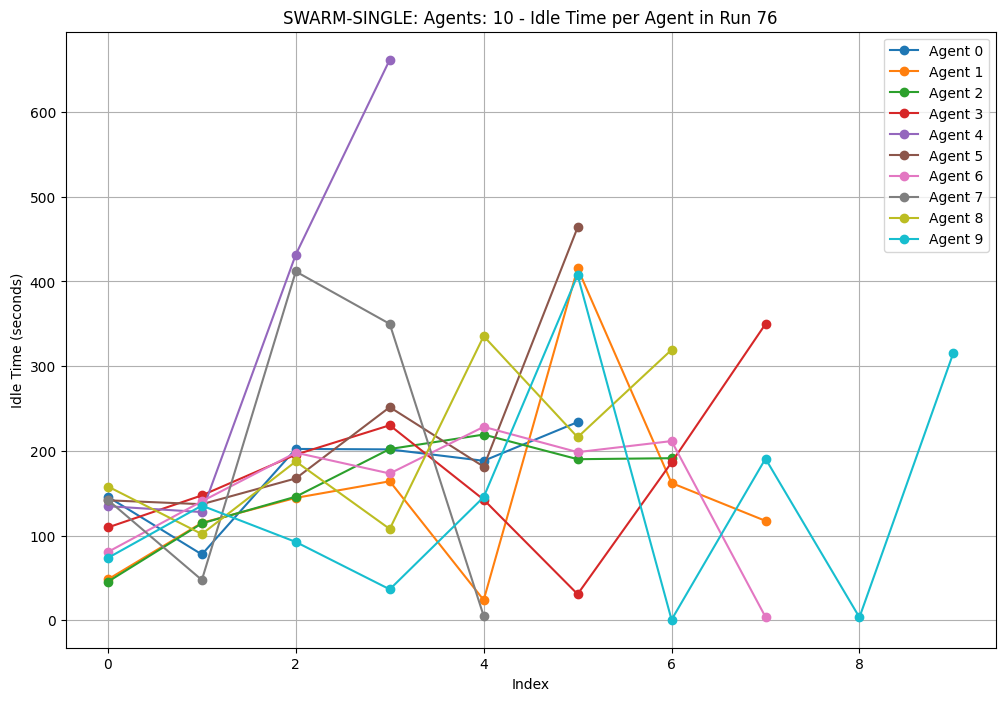 SWARM-SINGLE: Agents: 10 - Idle Time per Agent in Run 76
Idle Time (seconds)
600
500
400
300
200
100
0
0 2 4 6 8
Index
Agent 0
Agent 1
Agent 2
Agent 3
Agent 4
Agent 5
Agent 6
Agent 7
Agent 8
Agent 9